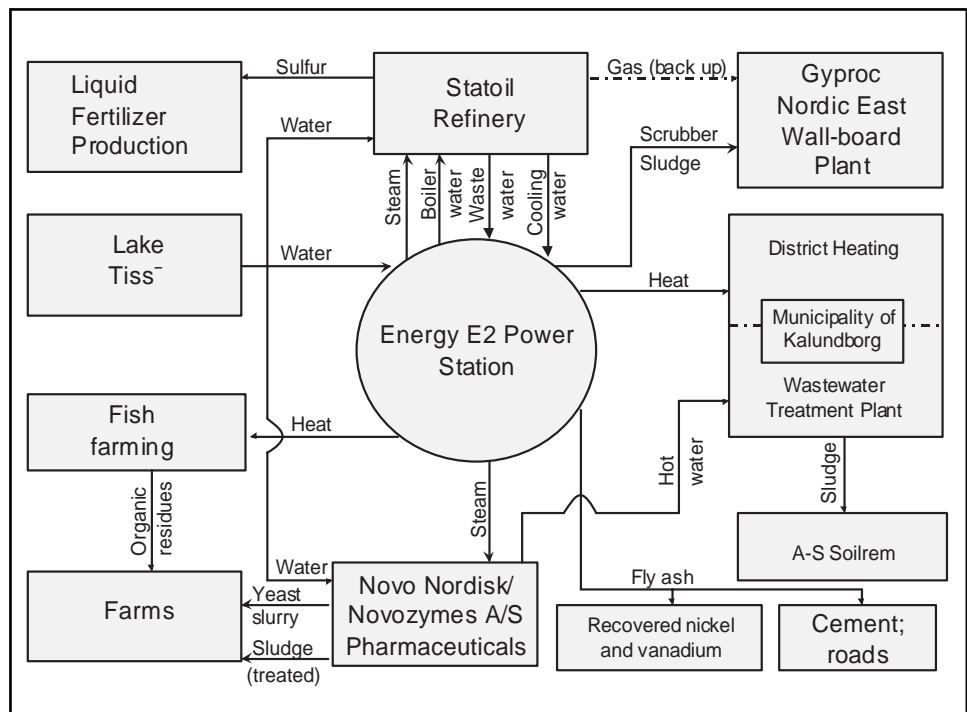 Liquid
Fertilizer
Production
Sulfur
Statoil
Refinery
Gas (back up)
Gyproc
Nordic East
Wall-board
Plant
Water
Scrubber
Sludge
Steam
Boiler
water
Waste
water
Cooling
water
Lake
Tiss¯
Water
Energy E2 Power
Station
Heat
District Heating
Municipality of
Kalundborg
Wastewater
Treatment Plant
Fish
farming
Heat
Hot
water
Sludge
Organic
residues
Steam
A-S Soilrem
Water
Farms
Yeast
slurry
Sludge
(treated)
Novo Nordisk/
Novozymes A/S
Pharmaceuticals
Fly ash
Recovered nickel
and vanadium
Cement;
roads